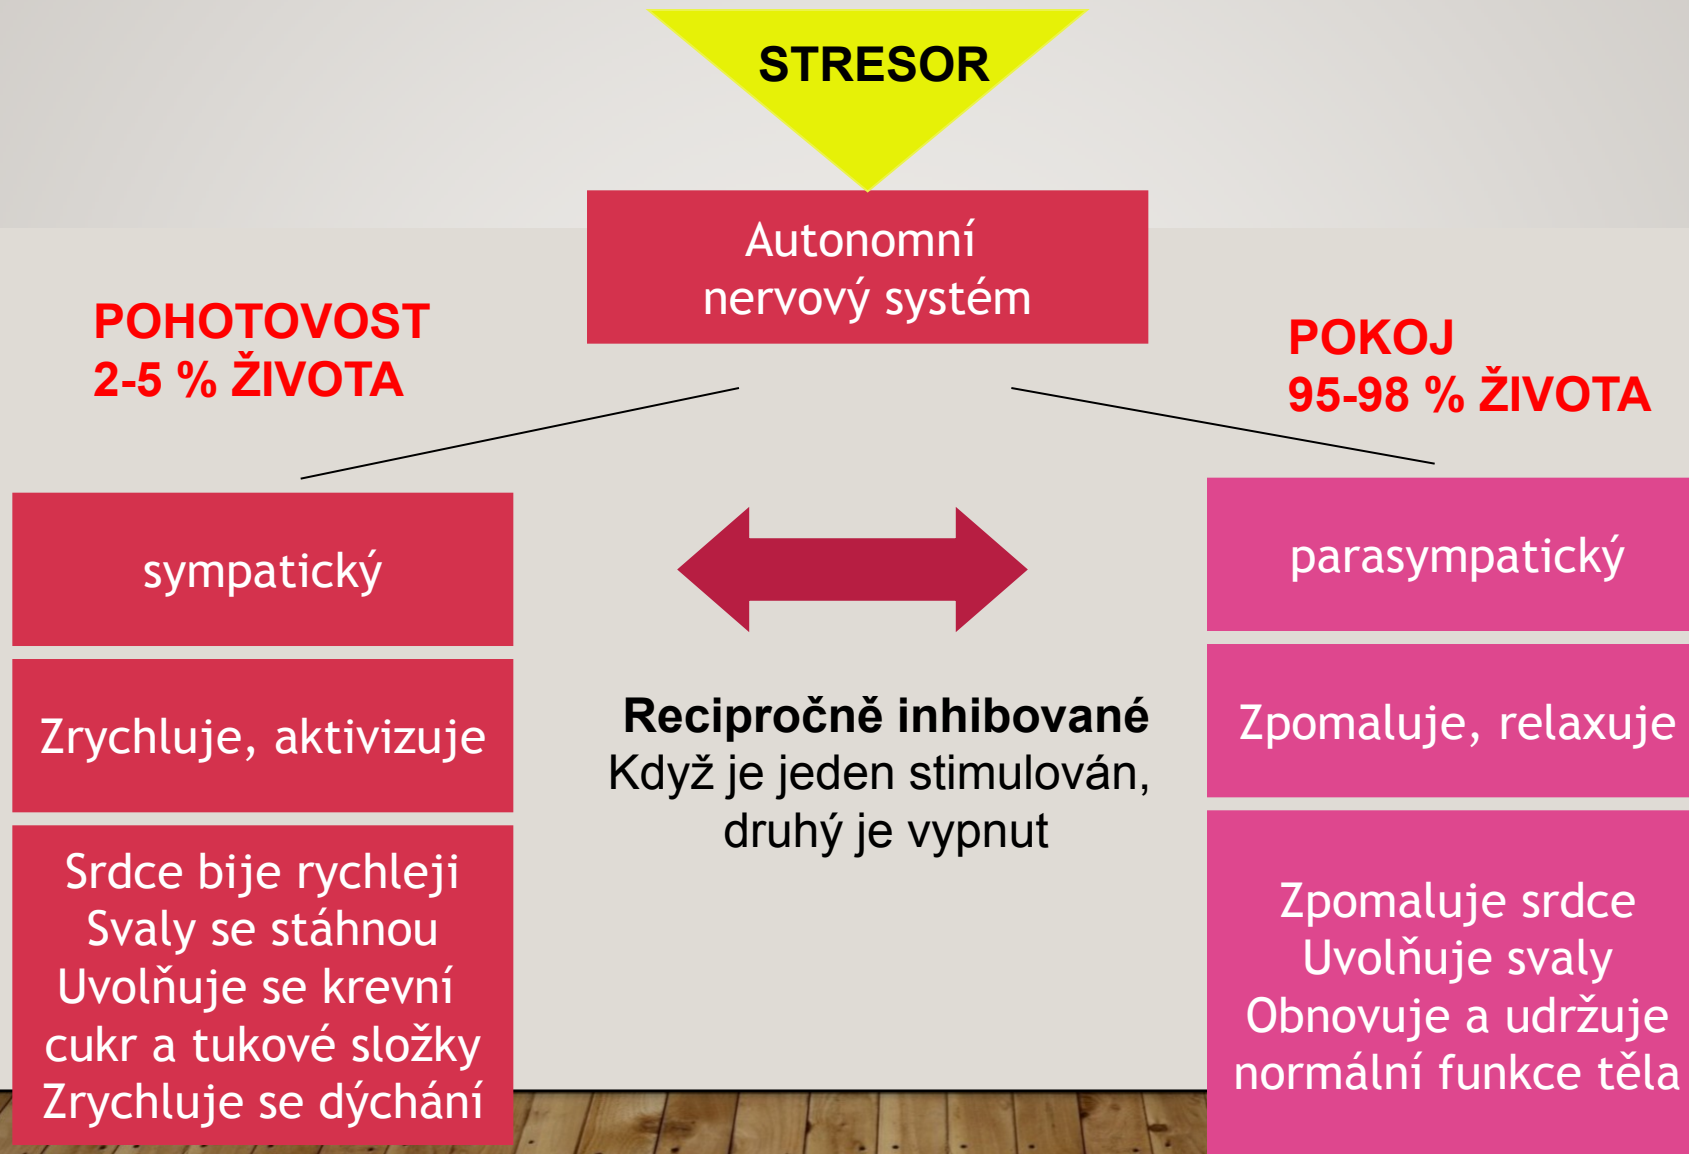 STRESOR
Autonomní
nervový systém
POHOTOVOST
2-5 % ŽIVOTA
POKOJ
95-98 % ŽIVOTA
sympatický
Zrychluje, aktivizuje
Srdce bije rychleji
Svaly se stáhnou
Uvolňuje se krevní
cukr a tukové složky
Zrychluje se dýchání
Recipročně inhibované
Když je jeden stimulován,
druhý je vypnut
parasympatický
Zpomaluje, relaxuje
Zpomaluje srdce
Uvolňuje svaly
Obnovuje a udržuje
normální funkce těla